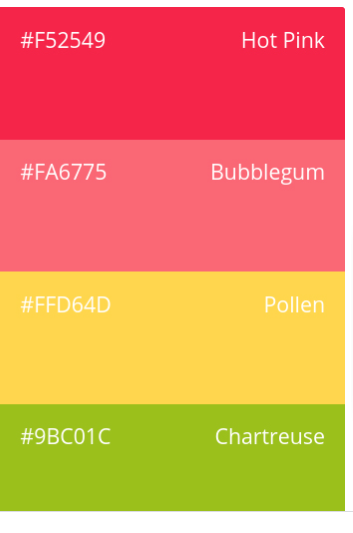 #F52549 Hot Pink
#FA6775 Bubblegum
#FFD64D Pollen
#9BC01C Chartreuse